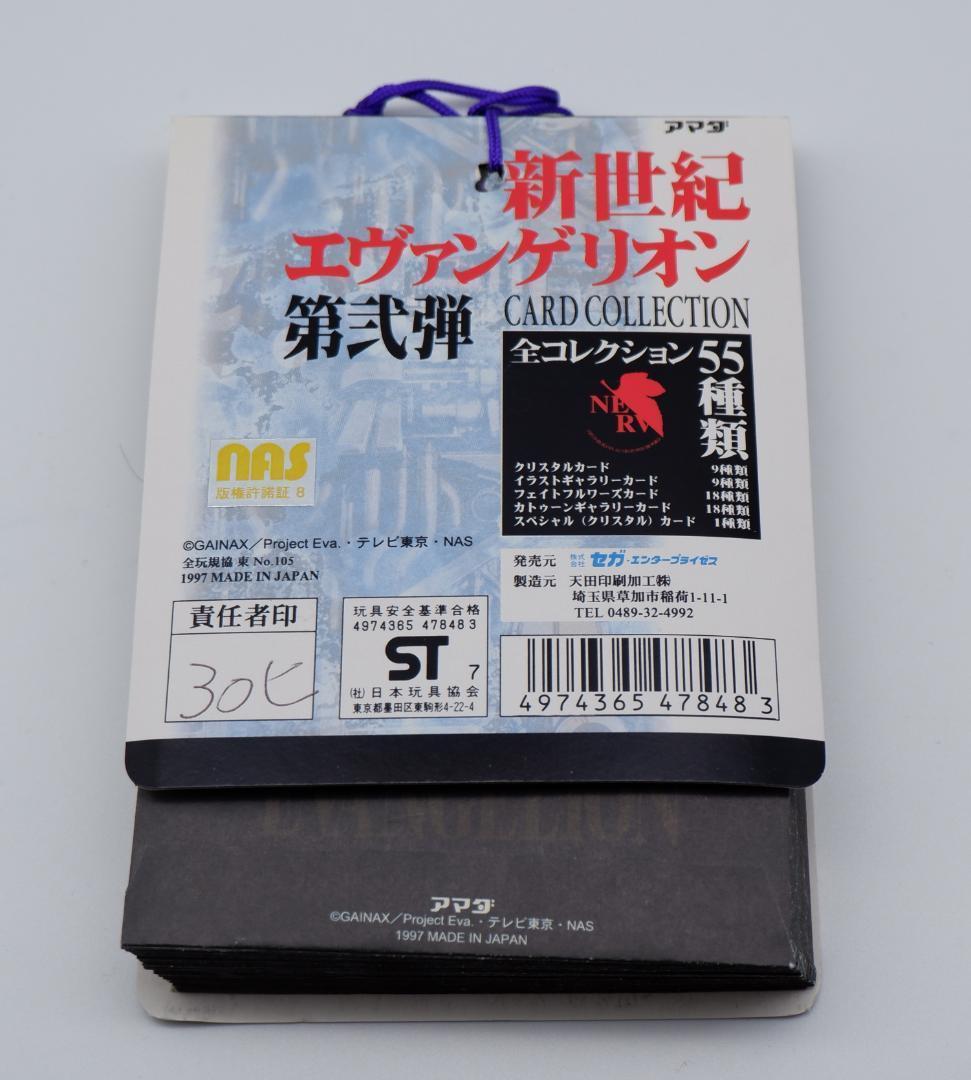 アマダ
新世紀
エヴァンゲリオン
第弐弾 CARD COLLECTION
全コレクション55種類
NERV
クリスタルカード 9種類
イラストギャラリーカード 9種類
フェイトフルワーズカード 18種類
カトゥーンギャラリーカード 18種類
スペシャル(クリスタル)カード 1種類
nas
版権許諾証 8
©GAINAX／Project Eva.・テレビ東京・NAS
全玩規協 東 No.105
1997 MADE IN JAPAN
発売元 株式会社 セガ・エンタープライゼス
製造元 天田印刷加工㈱
埼玉県草加市稲荷1-11-1
TEL 0489-32-4992
責任者印
30ヒ
玩具安全基準合格
4974365 478483
ST 7
(社)日本玩具協会
東京都墨田区東駒形4-22-4
4974365 478483
EVANGELION
アマダ
©GAINAX／Project Eva.・テレビ東京・NAS
1997 MADE IN JAPAN